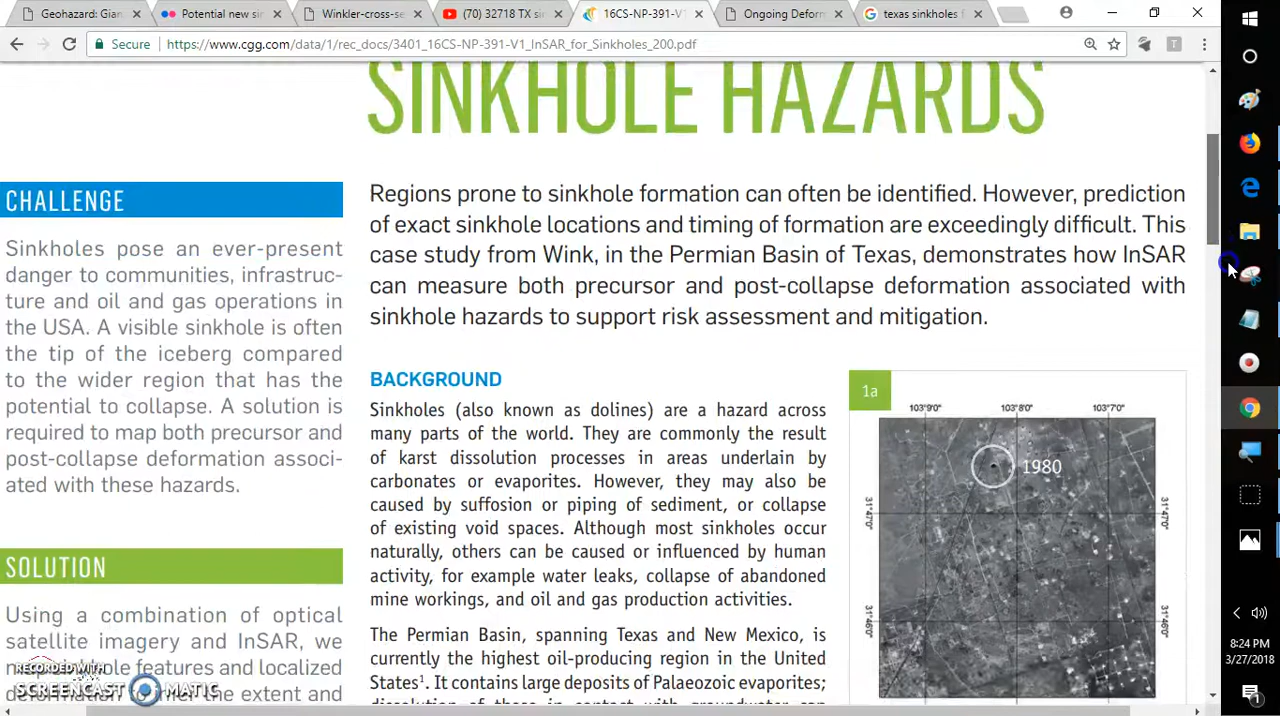 Geohazard: Gian
Potential new si
Winkler-cross-se
(70) 32718 TX si
16CS-NP-391-V1
Ongoing Deform
texas sinkholes
Secure
https://www.cgg.com/data/1/rec_docs/3401_16CS-NP-391-V1_InSAR_for_Sinkholes_200.pdf
SINKHOLE HAZARDS
CHALLENGE
Sinkholes pose an ever-present
danger to communities, infrastruc-
ture and oil and gas operations in
the USA. A visible sinkhole is often
the tip of the iceberg compared
to the wider region that has the
potential to collapse. A solution is
required to map both precursor and
post-collapse deformation associ-
ated with these hazards.
SOLUTION
Using a combination of optical
satellite imagery and InSAR, we
features and localized
the extent and
Regions prone to sinkhole formation can often be identified. However, prediction
of exact sinkhole locations and timing of formation are exceedingly difficult. This
case study from Wink, in the Permian Basin of Texas, demonstrates how InSAR
can measure both precursor and post-collapse deformation associated with
sinkhole hazards to support risk assessment and mitigation.
BACKGROUND
Sinkholes (also known as dolines) are a hazard across
many parts of the world. They are commonly the result
of karst dissolution processes in areas underlain by
carbonates or evaporites. However, they may also be
caused by suffosion or piping of sediment, or collapse
of existing void spaces. Although most sinkholes occur
naturally, others can be caused or influenced by human
activity, for example water leaks, collapse of abandoned
mine workings, and oil and gas production activities.
The Permian Basin, spanning Texas and New Mexico, is
currently the highest oil-producing region in the United
States¹. It contains large deposits of Palaeozoic evaporites;
dissolution of these in contact with groundwater can
1a
103°9'0" 103°8'0" 103°7'0"
1980
31°47'0" 31°47'0"
31°46'0" 31°46'0"
RECORDED WITH
SCREENCAST MATIC
T
8:24 PM
3/27/2018
1